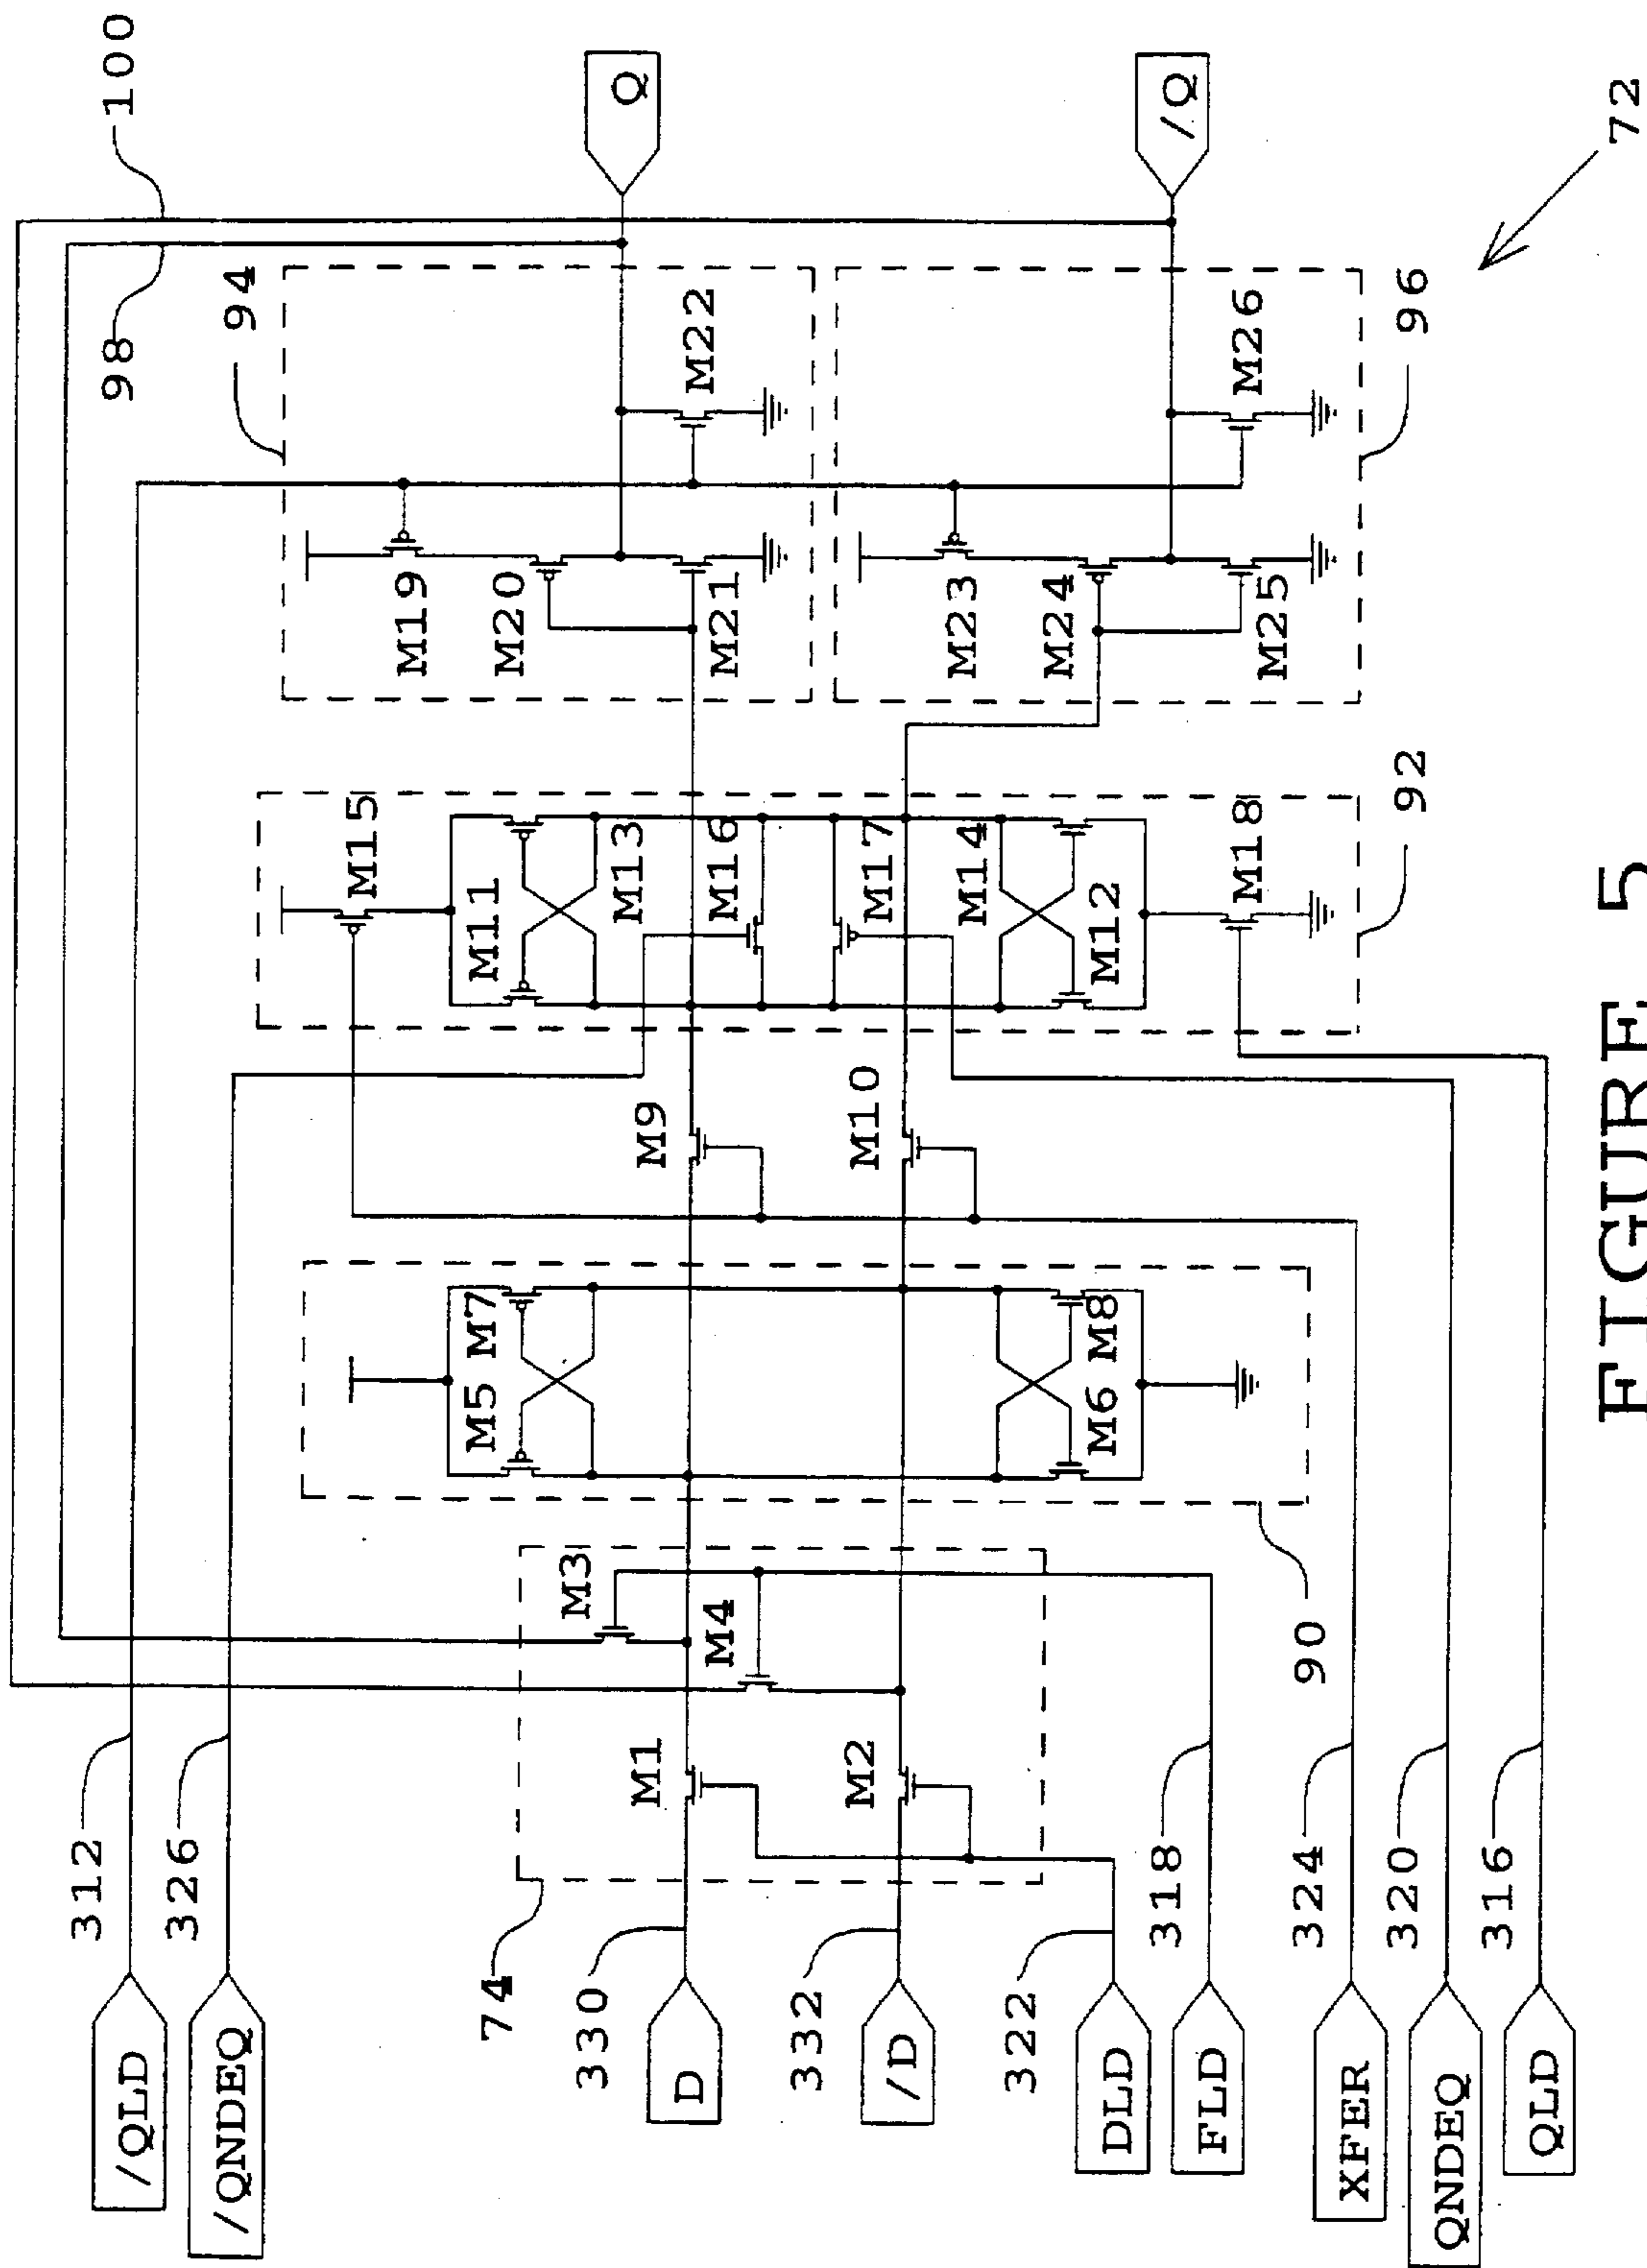 /QLD
312
/QNDEQ
326
D
330
/D
332
DLD
322
FLD
318
XFER
324
QNDEQ
320
QLD
316
74
M1
M2
M3
M4
90
M5
M7
M6
M8
M9
M10
92
M15
M11
M13
M16
M17
M14
M12
M18
94
M19
M20
M21
M22
96
M23
M24
M25
M26
98
100
Q
/Q
72
FIGURE 5